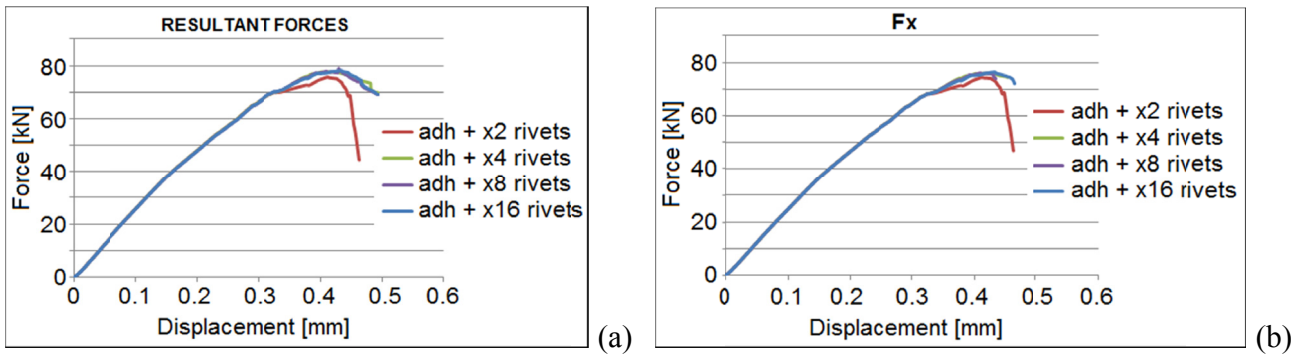 RESULTANT FORCES
80
60
40
20
0
0 0.1 0.2 0.3 0.4 0.5 0.6
Force [kN]
Displacement [mm]
adh + x2 rivets
adh + x4 rivets
adh + x8 rivets
adh + x16 rivets
(a)
Fx
80
60
40
20
0
0 0.1 0.2 0.3 0.4 0.5 0.6
Force [kN]
Displacement [mm]
adh + x2 rivets
adh + x4 rivets
adh + x8 rivets
adh + x16 rivets
(b)